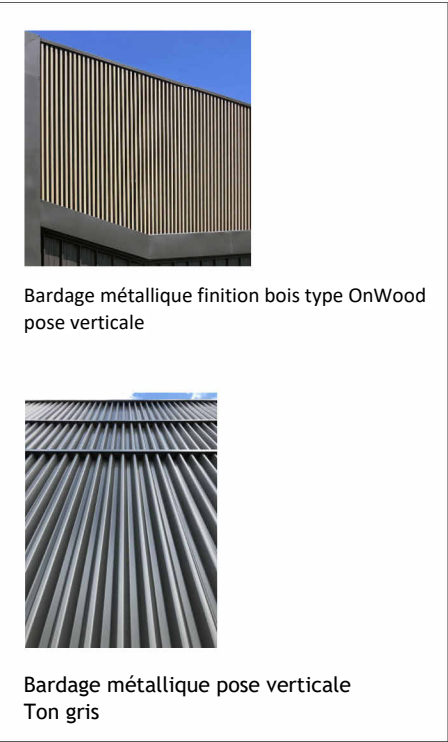 Bardage métallique finition bois type OnWood
pose verticale
Bardage métallique pose verticale
Ton gris